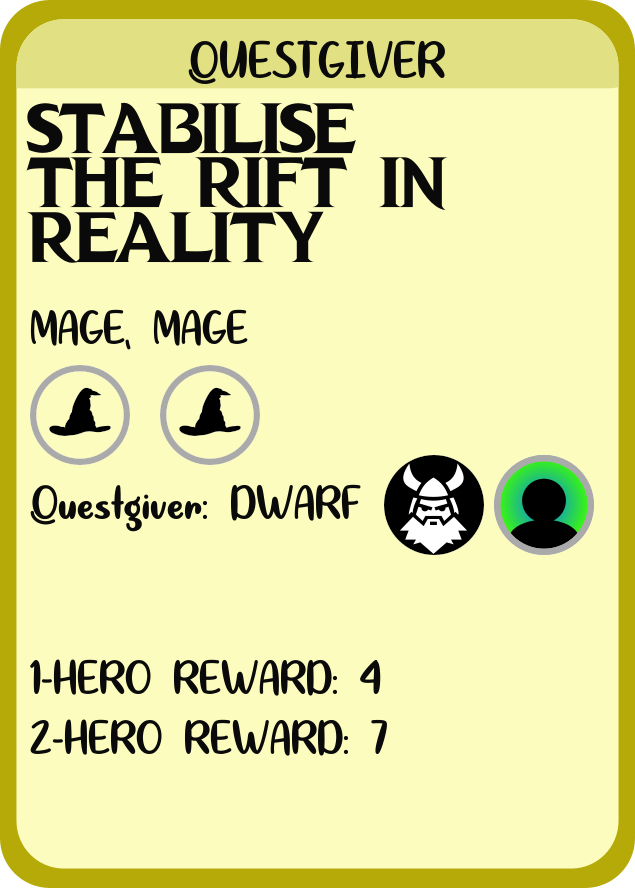 QUESTGIVER
STABILISE
THE RIFT IN
REALITY
MAGE, MAGE
Questgiver: DWARF
1-HERO REWARD: 4
2-HERO REWARD: 7